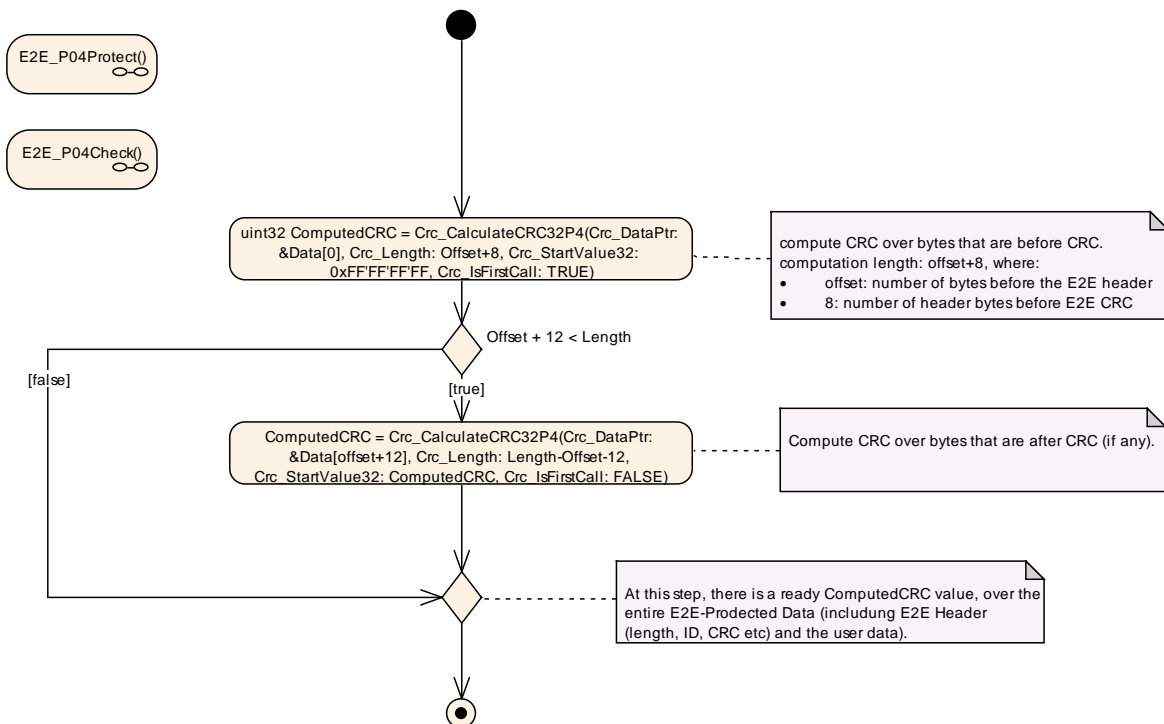 E2E_P04Protect()
E2E_P04Check()
uint32 ComputedCRC = Crc_CalculateCRC32P4(Crc_DataPtr:
&Data[0], Crc_Length: Offset+8, Crc_StartValue32:
0xFF'FF'FF'FF, Crc_IsFirstCall: TRUE)
compute CRC over bytes that are before CRC.
computation length: offset+8, where:
• offset: number of bytes before the E2E header
• 8: number of header bytes before E2E CRC
Offset + 12 < Length
[false]
[true]
ComputedCRC = Crc_CalculateCRC32P4(Crc_DataPtr:
&Data[offset+12], Crc_Length: Length-Offset-12,
Crc_StartValue32: ComputedCRC, Crc_IsFirstCall: FALSE)
Compute CRC over bytes that are after CRC (if any).
At this step, there is a ready ComputedCRC value, over the
entire E2E-Prodected Data (includung E2E Header
(length, ID, CRC etc) and the user data).